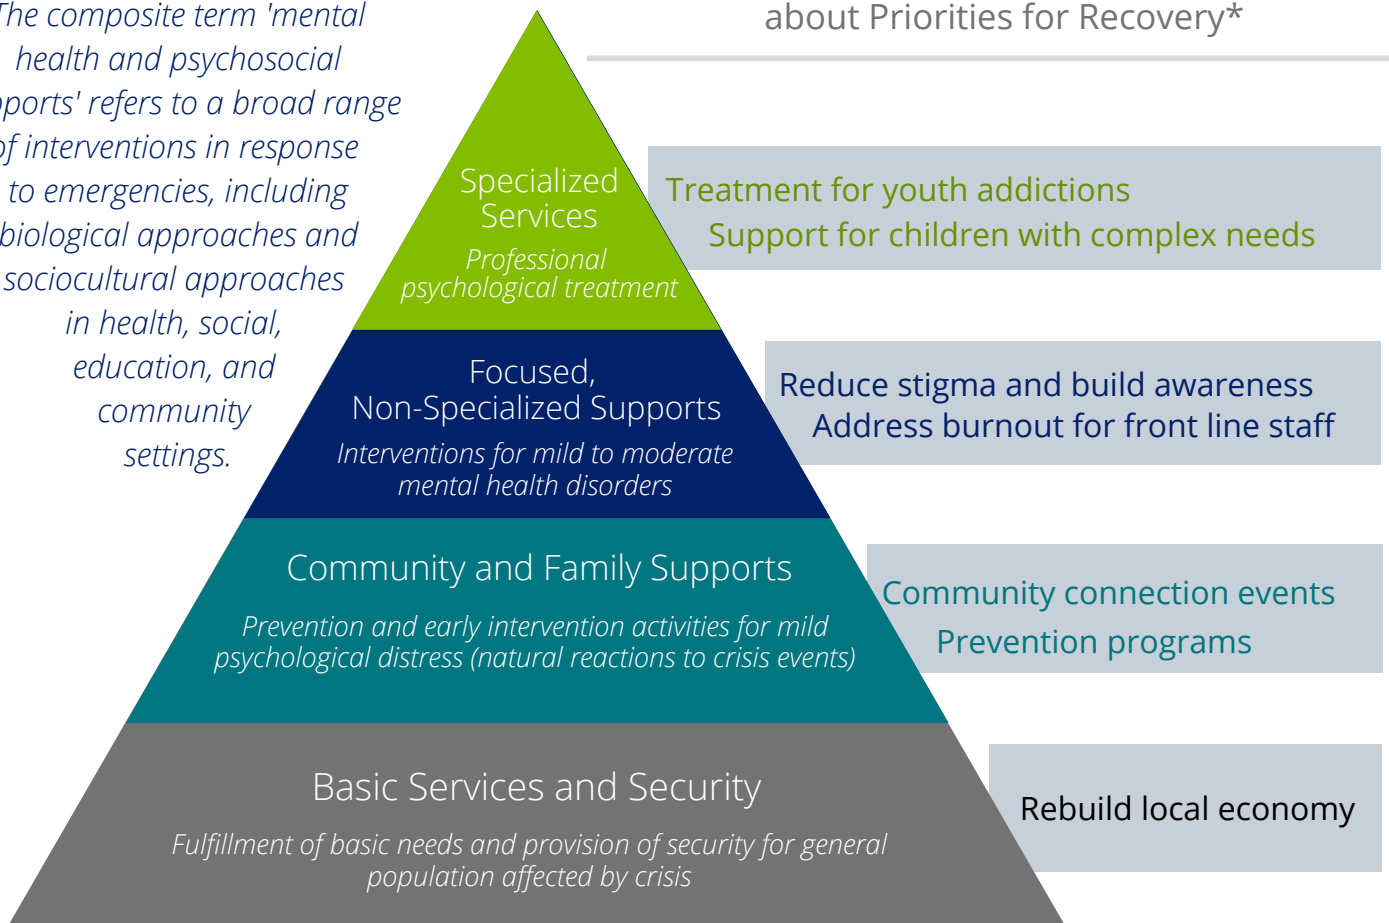 The composite term 'mental
health and psychosocial
supports' refers to a broad range
of interventions in response
to emergencies, including
biological approaches and
sociocultural approaches
in health, social,
education, and
community
settings.
about Priorities for Recovery*
Specialized
Services
Professional
psychological treatment
Treatment for youth addictions
Support for children with complex needs
Focused,
Non-Specialized Supports
Interventions for mild to moderate
mental health disorders
Reduce stigma and build awareness
Address burnout for front line staff
Community and Family Supports
Prevention and early intervention activities for mild
psychological distress (natural reactions to crisis events)
Community connection events
Prevention programs
Basic Services and Security
Fulfillment of basic needs and provision of security for general
population affected by crisis
Rebuild local economy